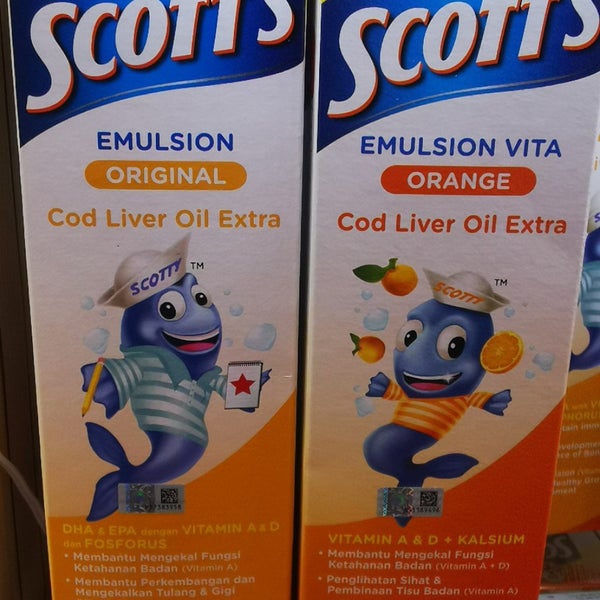 SCOTT'S
EMULSION
ORIGINAL
Cod Liver Oil Extra
SCOTTY
TM
DHA & EPA dengan VITAMIN A & D
dan FOSFORUS
• Membantu Mengekal Fungsi
Ketahanan Badan (Vitamin A)
• Membantu Perkembangan dan
Mengekalkan Tulang & Gigi
SCOTT'S
EMULSION VITA
ORANGE
Cod Liver Oil Extra
SCOTTY
TM
VITAMIN A & D + KALSIUM
• Membantu Mengekal Fungsi
Ketahanan Badan (Vitamin A + D)
• Penglihatan Sihat &
Pembinaan Tisu Badan (Vitamin A)